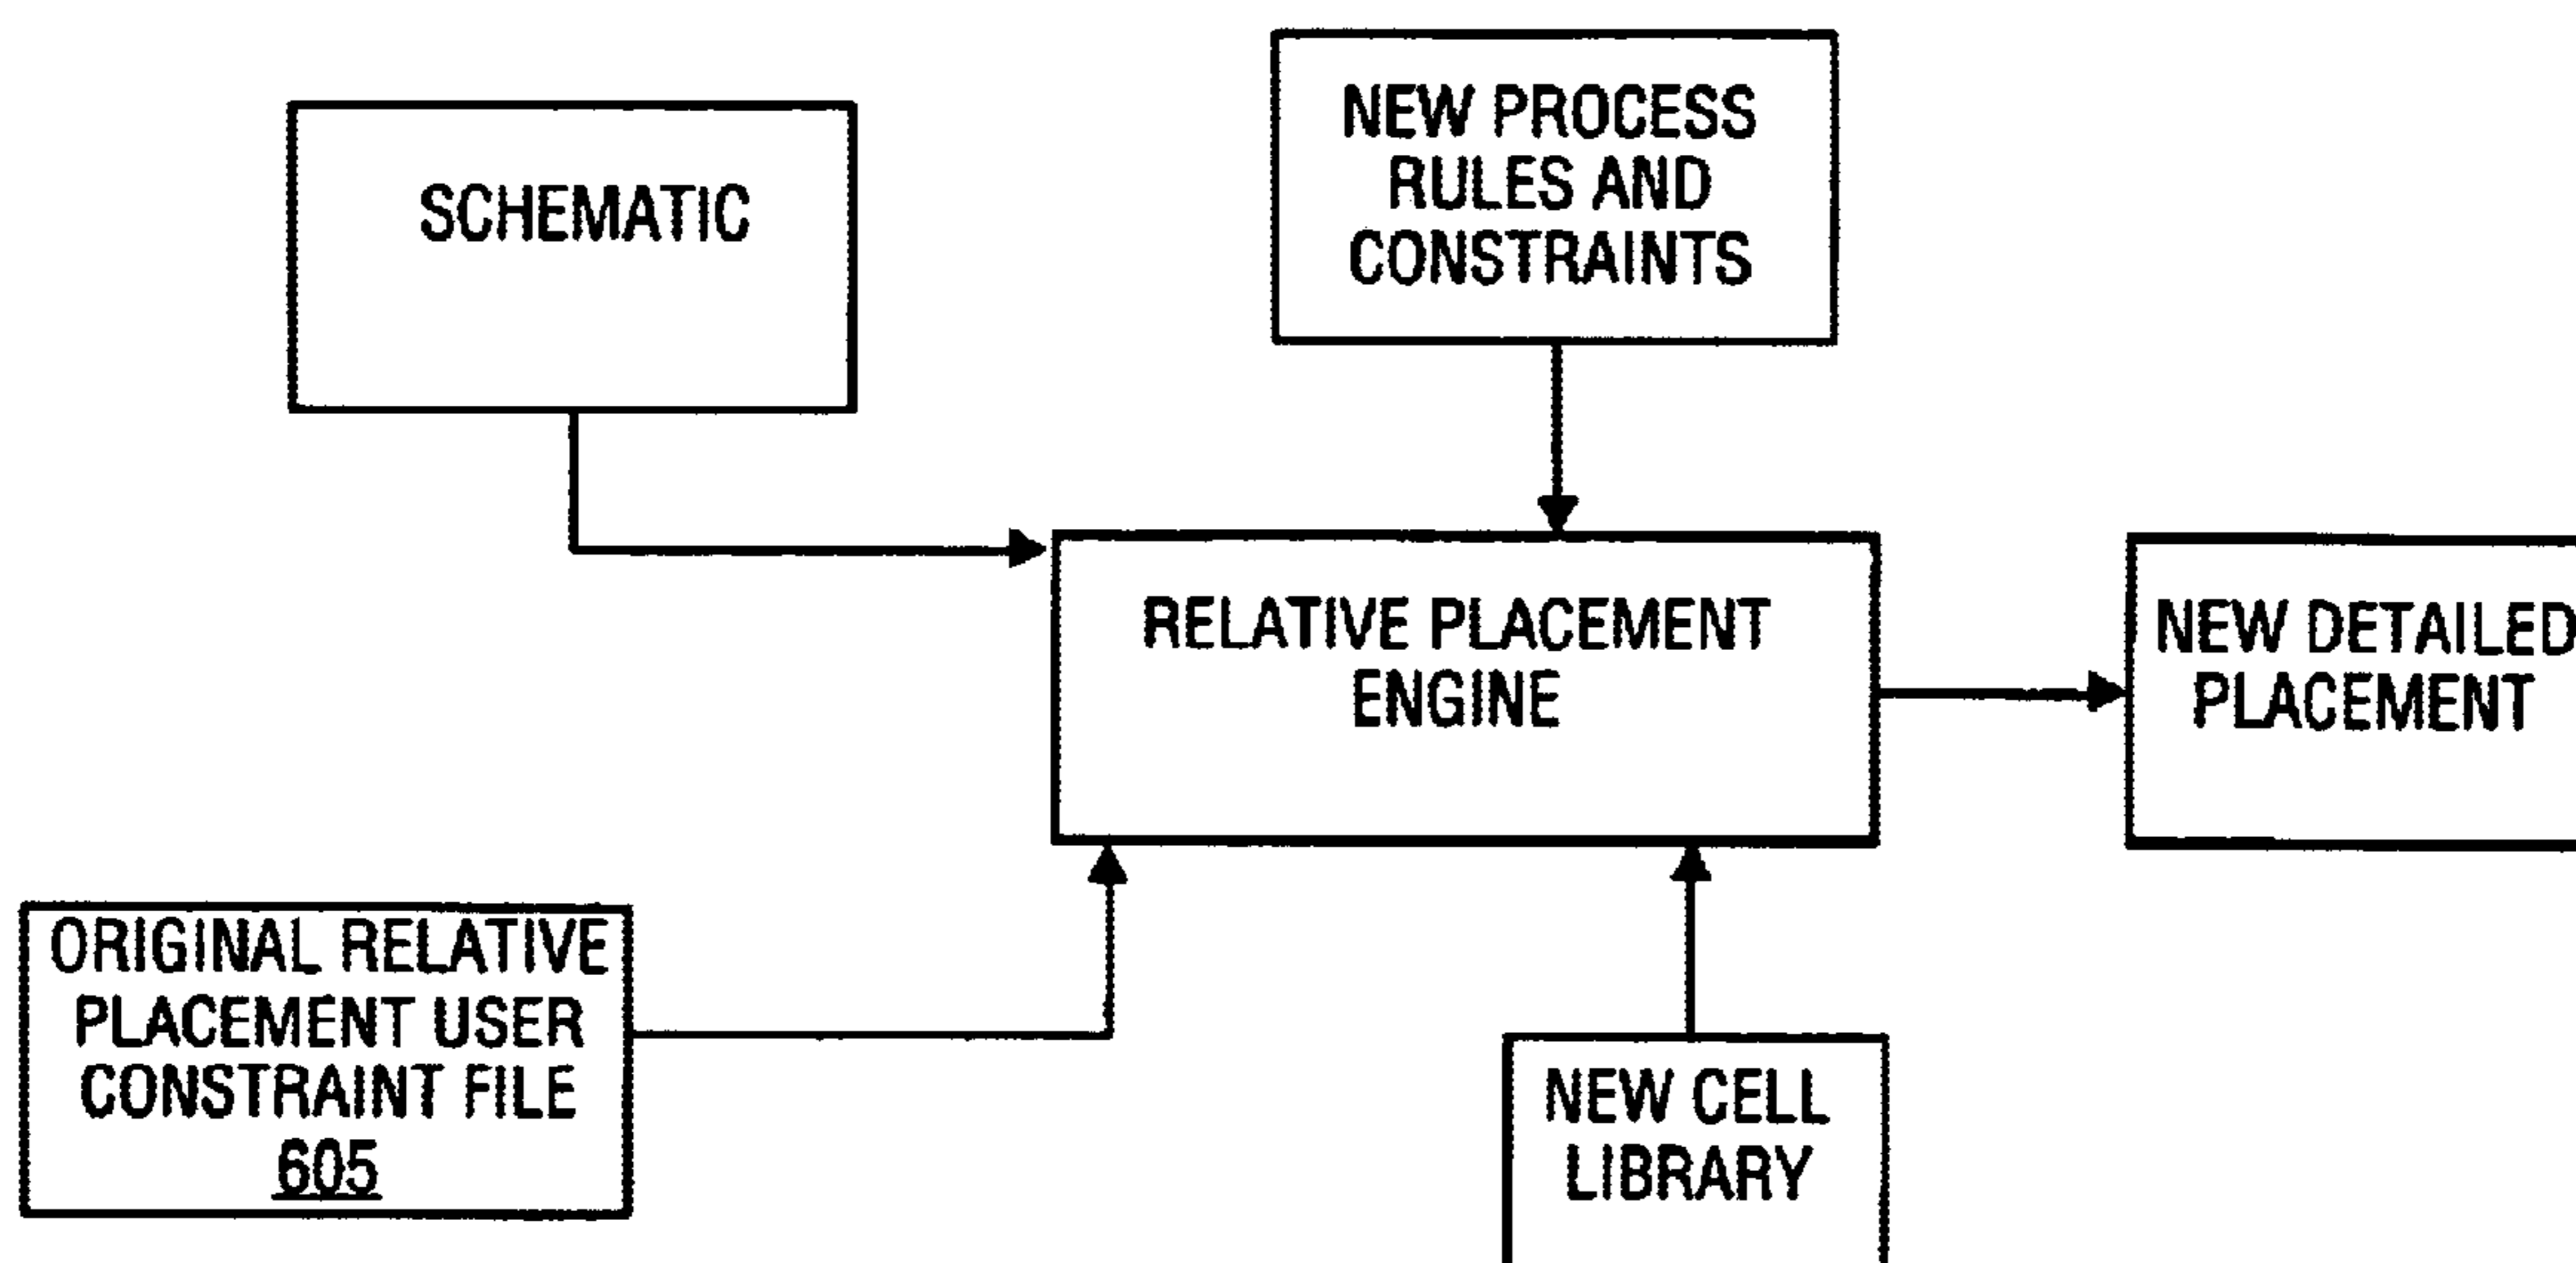 SCHEMATIC
NEW PROCESS
RULES AND
CONSTRAINTS
RELATIVE PLACEMENT
ENGINE
NEW DETAILED
PLACEMENT
ORIGINAL RELATIVE
PLACEMENT USER
CONSTRAINT FILE
605
NEW CELL
LIBRARY